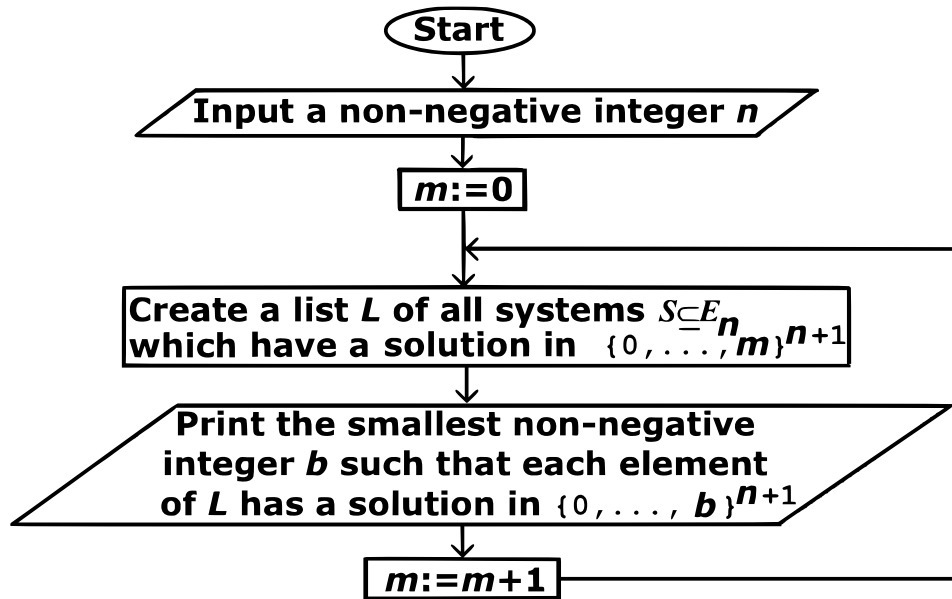 Start
Input a non-negative integer n
m:=0
Create a list L of all systems S⊆E_n
which have a solution in {0,...,m}^{n+1}
Print the smallest non-negative
integer b such that each element
of L has a solution in {0,..., b}^{n+1}
m:=m+1